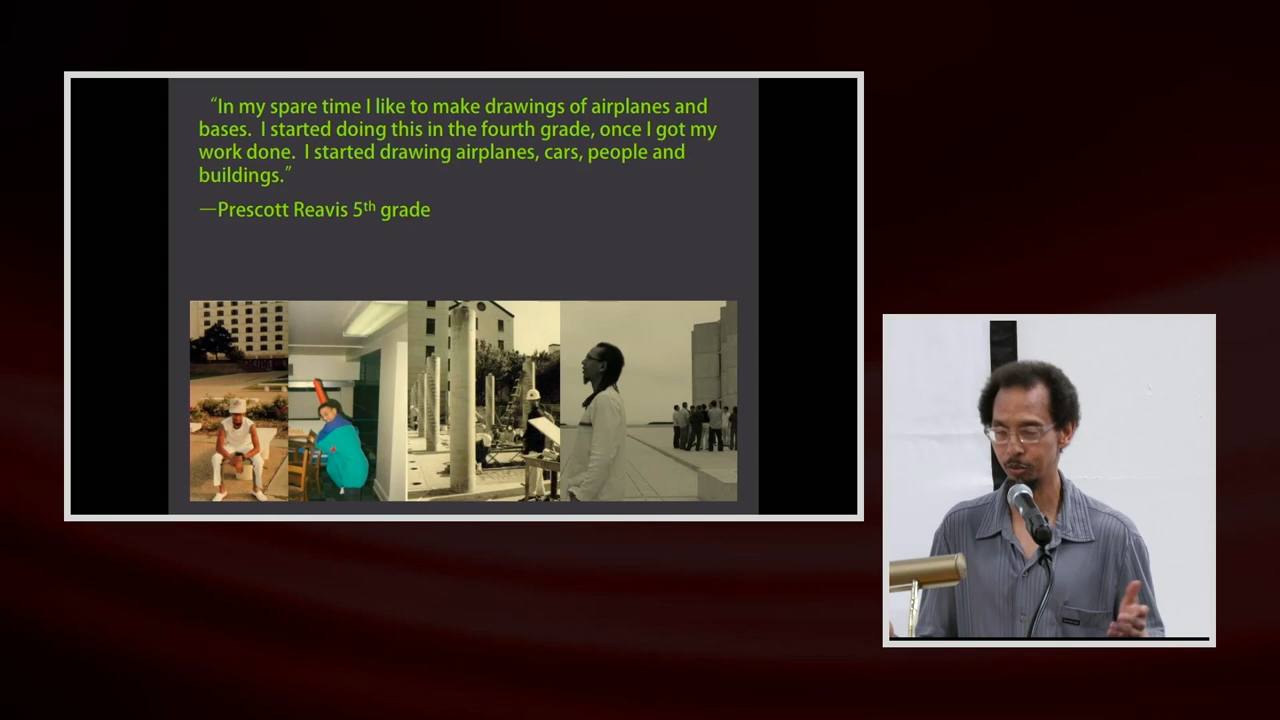 “In my spare time I like to make drawings of airplanes and
bases. I started doing this in the fourth grade, once I got my
work done. I started drawing airplanes, cars, people and
buildings.”
—Prescott Reavis 5th grade